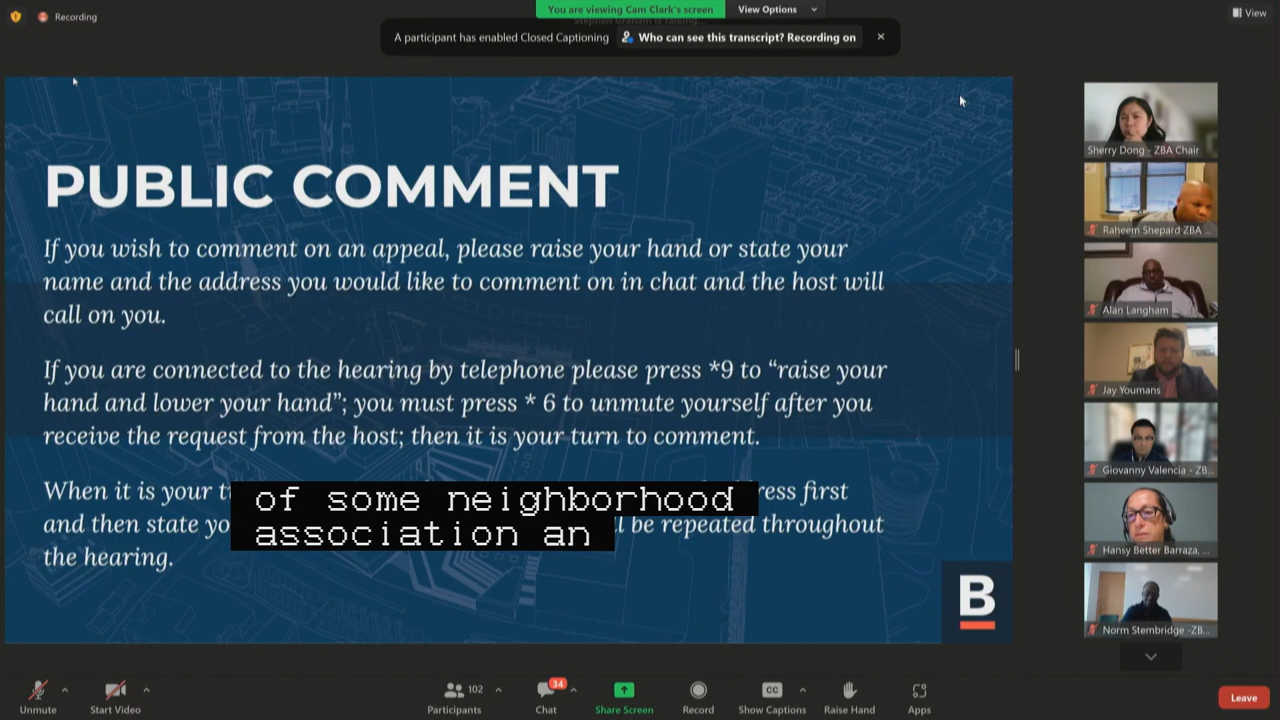 Recording
You are viewing Cam Clark's screen
View Options
View
Stephen Graham is talking...
A participant has enabled Closed Captioning
Who can see this transcript? Recording on
PUBLIC COMMENT
If you wish to comment on an appeal, please raise your hand or state your
name and the address you would like to comment on in chat and the host will
call on you.
If you are connected to the hearing by telephone please press *9 to “raise your
hand and lower your hand”; you must press * 6 to unmute yourself after you
receive the request from the host; then it is your turn to comment.
When it is your t ress first
and then state yo ll be repeated throughout
the hearing.
of some neighborhood
association an
B
Sherry Dong - ZBA Chair
Raheem Shepard ZBA ...
Alan Langham
Jay Youmans
Giovanny Valencia - ZB...
Hansy Better Barraza, ...
Norm Stembridge -ZB...
Unmute
Start Video
102
Participants
34
Chat
Share Screen
Record
CC
Show Captions
Raise Hand
Apps
Leave